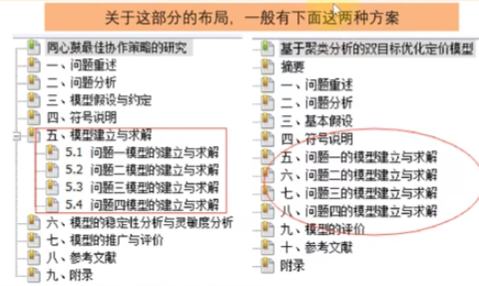 关于这部分的布局，一般有下面这两种方案
同心鼓最佳协作策略的研究
一、问题重述
二、问题分析
三、模型假设与约定
四、符号说明
五、模型建立与求解
5.1 问题一模型的建立与求解
5.2 问题二模型的建立与求解
5.3 问题三模型的建立与求解
5.4 问题四模型的建立与求解
六、模型的稳定性分析与灵敏度分析
七、模型的推广与评价
八、参考文献
九、附录
基于聚类分析的双目标优化定价模型
摘要
一、问题重述
二、问题分析
三、基本假设
四、符号说明
五、问题一的模型建立与求解
六、问题二的模型建立与求解
七、问题三的模型建立与求解
八、问题四的模型建立与求解
九、模型的评价
十、参考文献
附录